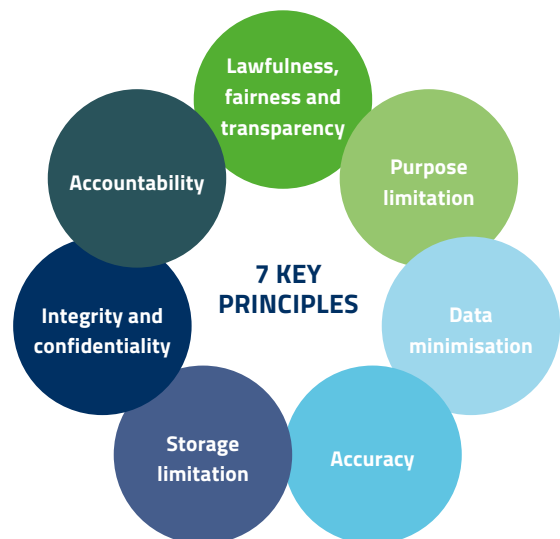 Lawfulness,
fairness and
transparency
Purpose
limitation
Data
minimisation
Accuracy
Storage
limitation
Integrity and
confidentiality
Accountability
7 KEY
PRINCIPLES